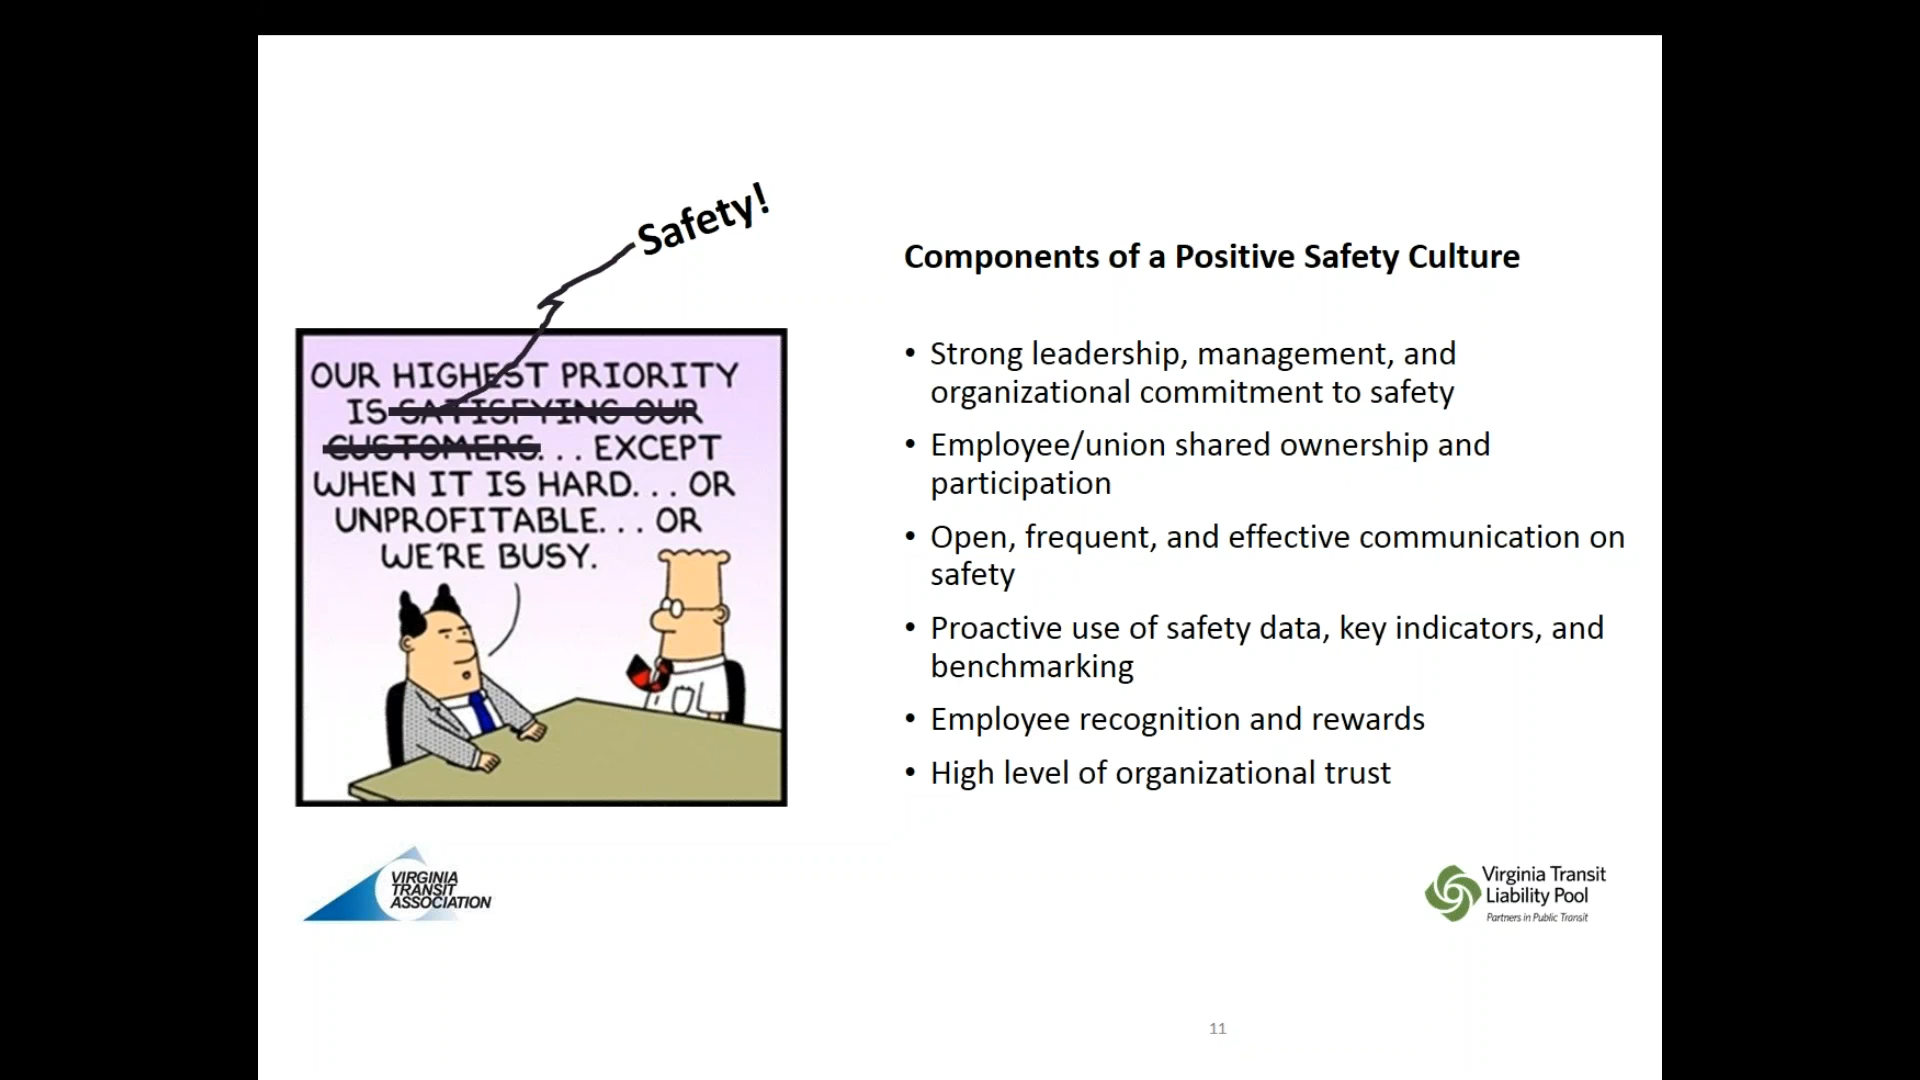 Safety!
OUR HIGHEST PRIORITY
IS SATISFYING OUR
CUSTOMERS... EXCEPT
WHEN IT IS HARD... OR
UNPROFITABLE... OR
WE'RE BUSY.
Components of a Positive Safety Culture
• Strong leadership, management, and
organizational commitment to safety
• Employee/union shared ownership and
participation
• Open, frequent, and effective communication on
safety
• Proactive use of safety data, key indicators, and
benchmarking
• Employee recognition and rewards
• High level of organizational trust
VIRGINIA
TRANSIT
ASSOCIATION
Virginia Transit
Liability Pool
Partners in Public Transit
11